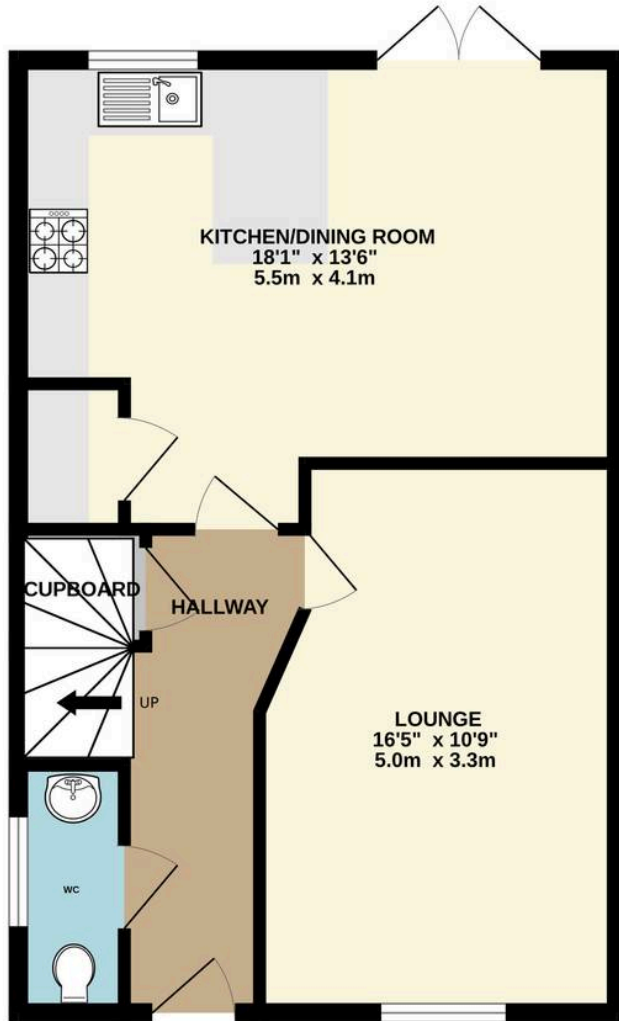 KITCHEN/DINING ROOM
18'1" x 13'6"
5.5m x 4.1m
CUPBOARD
HALLWAY
UP
LOUNGE
16'5" x 10'9"
5.0m x 3.3m
WC